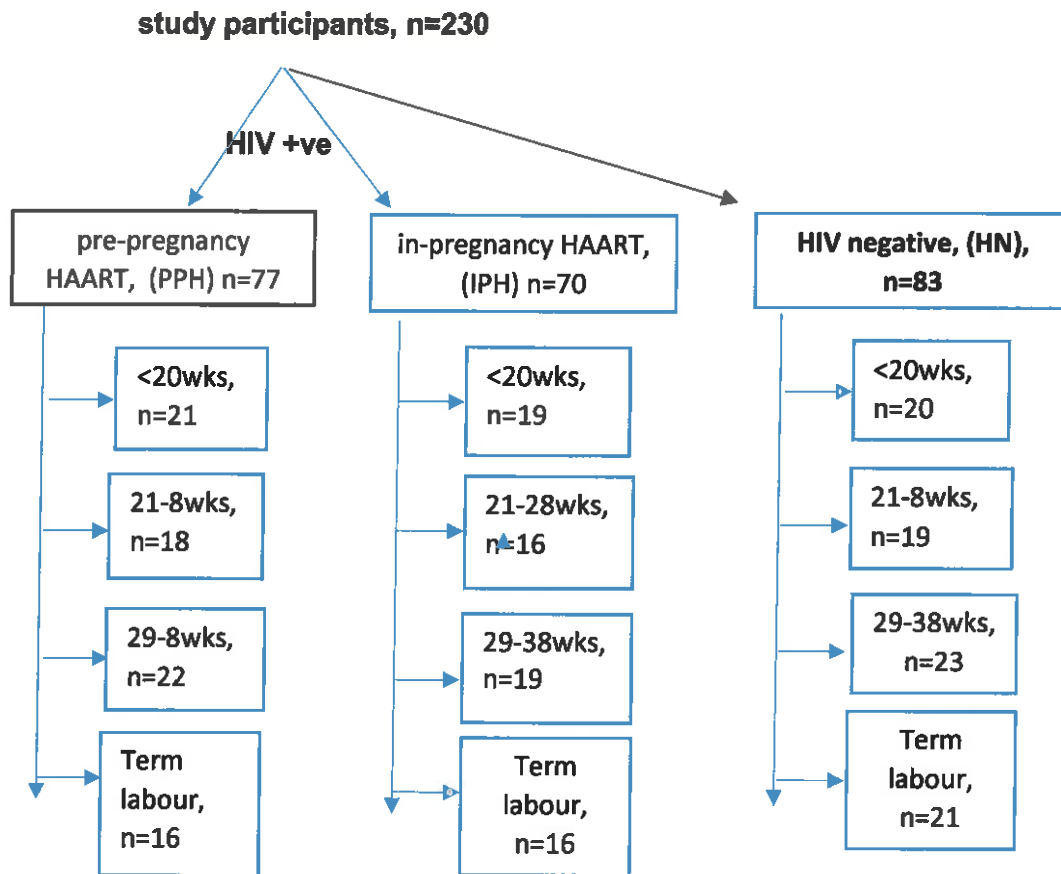 study participants, n=230
HIV +ve
pre-pregnancy
HAART, (PPH) n=77
<20wks,
n=21
21-8wks,
n=18
29-8wks,
n=22
Term
labour,
n=16
in-pregnancy HAART,
(IPH) n=70
<20wks,
n=19
21-28wks,
n=16
29-38wks,
n=19
Term
labour,
n=16
HIV negative, (HN),
n=83
<20wks,
n=20
21-8wks,
n=19
29-38wks,
n=23
Term
labour,
n=21